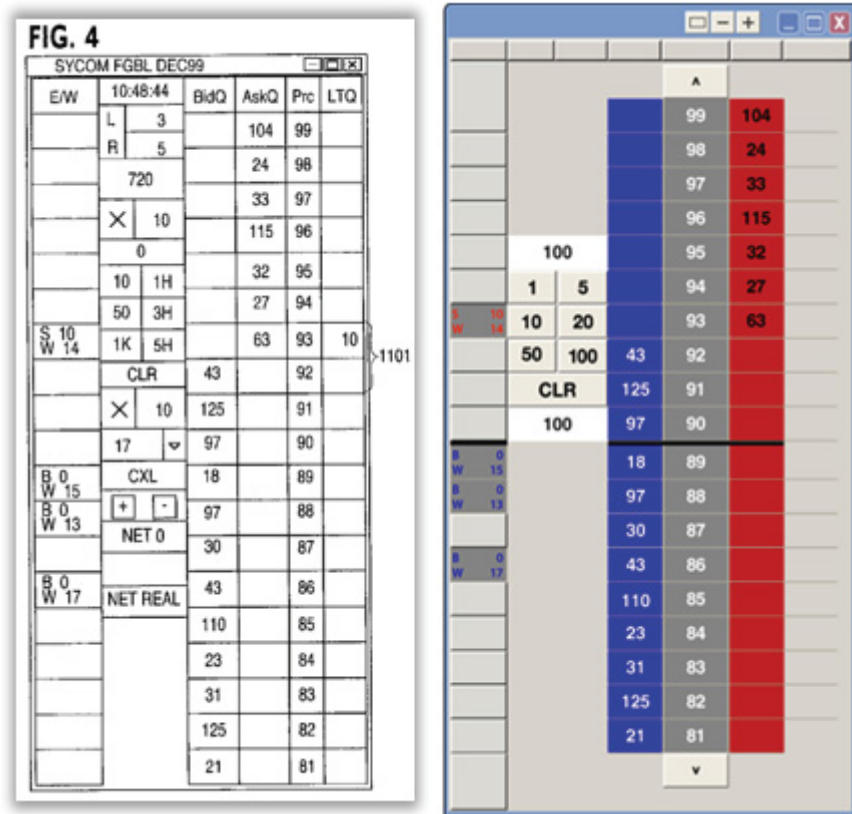 FIG. 4
SYCOM FGBL DEC99
E/W 10:48:44 BidQ AskQ Prc LTQ
L 3
104 99
R 5
24 98
720
33 97
X 10
115 96
0
32 95
10 1H
27 94
50 3H
S 10 63 93 10
W 14 1K 5H
1101
CLR 43 92
X 10 125 91
17 97 90
B 0 CXL 18 89
W 15
B 0 + - 97 88
W 13
NET 0
30 87
B 0 43 86
W 17 NET REAL
110 85
23 84
31 83
125 82
21 81
X
^
99 104
98 24
97 33
96 115
100 95 32
1 5 94 27
S 10 10 20 93 63
W 14
50 100 43 92
CLR 125 91
100 97 90
B 0 18 89
W 15
B 0 97 88
W 13
30 87
B 0 43 86
W 17
110 85
23 84
31 83
125 82
21 81
v